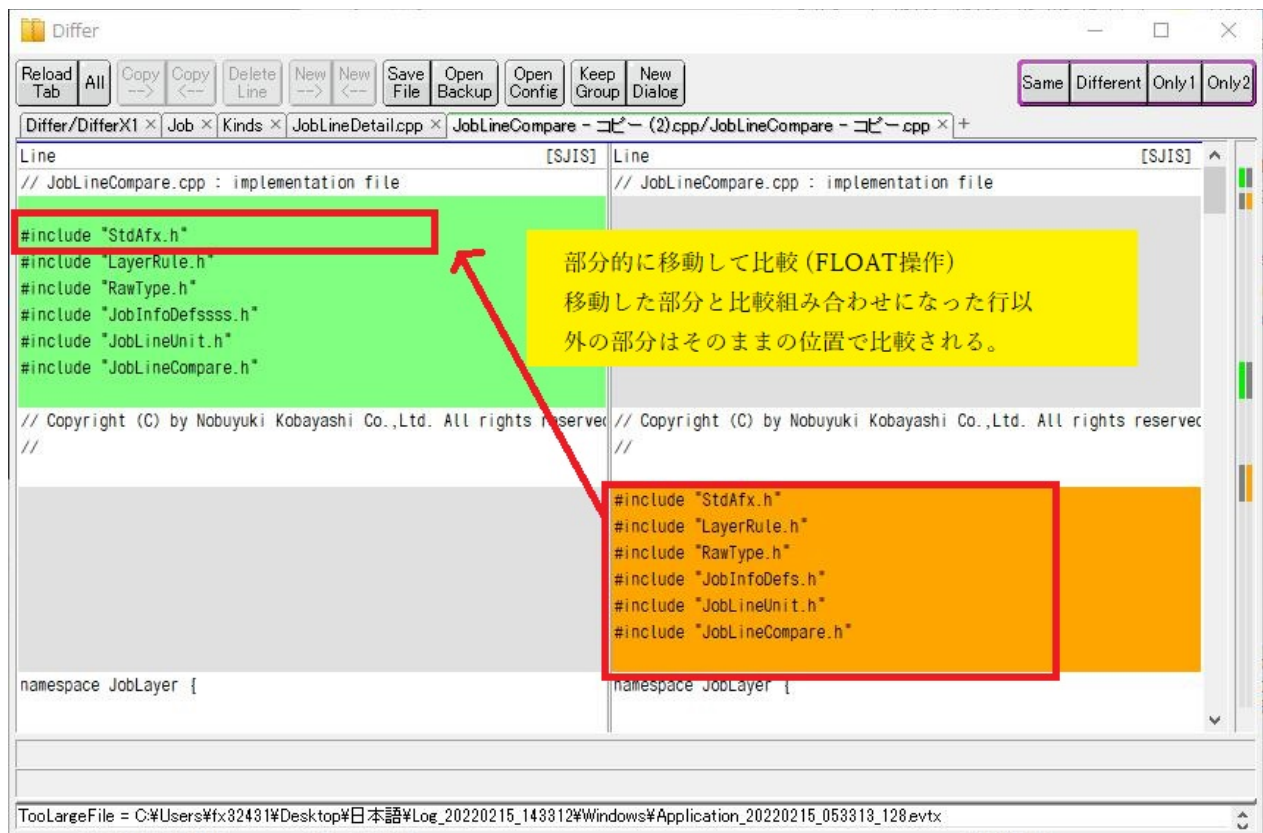 Differ
Reload Tab All Copy --> Copy <-- Delete Line New --> New <-- Save File Open Backup Open Config Keep Group New Dialog Same Different Only1 Only2
Differ/DifferX1 × Job × Kinds × JobLineDetail.cpp × JobLineCompare - コピー (2).cpp/JobLineCompare - コピー.cpp × +
Line [SJIS] Line [SJIS]
// JobLineCompare.cpp : implementation file // JobLineCompare.cpp : implementation file
#include "StdAfx.h"
#include "LayerRule.h"
#include "RawType.h"
#include "JobInfoDefssss.h"
#include "JobLineUnit.h"
#include "JobLineCompare.h"
部分的に移動して比較(FLOAT操作)
移動した部分と比較組み合わせになった行以
外の部分はそのままの位置で比較される。
// Copyright (C) by Nobuyuki Kobayashi Co.,Ltd. All rights reserved // Copyright (C) by Nobuyuki Kobayashi Co.,Ltd. All rights reserved
// //
#include "StdAfx.h"
#include "LayerRule.h"
#include "RawType.h"
#include "JobInfoDefs.h"
#include "JobLineUnit.h"
#include "JobLineCompare.h"
namespace JobLayer { namespace JobLayer {
TooLargeFile = C:¥Users¥fx32431¥Desktop¥日本語¥Log_20220215_143312¥Windows¥Application_20220215_053313_128.evtx